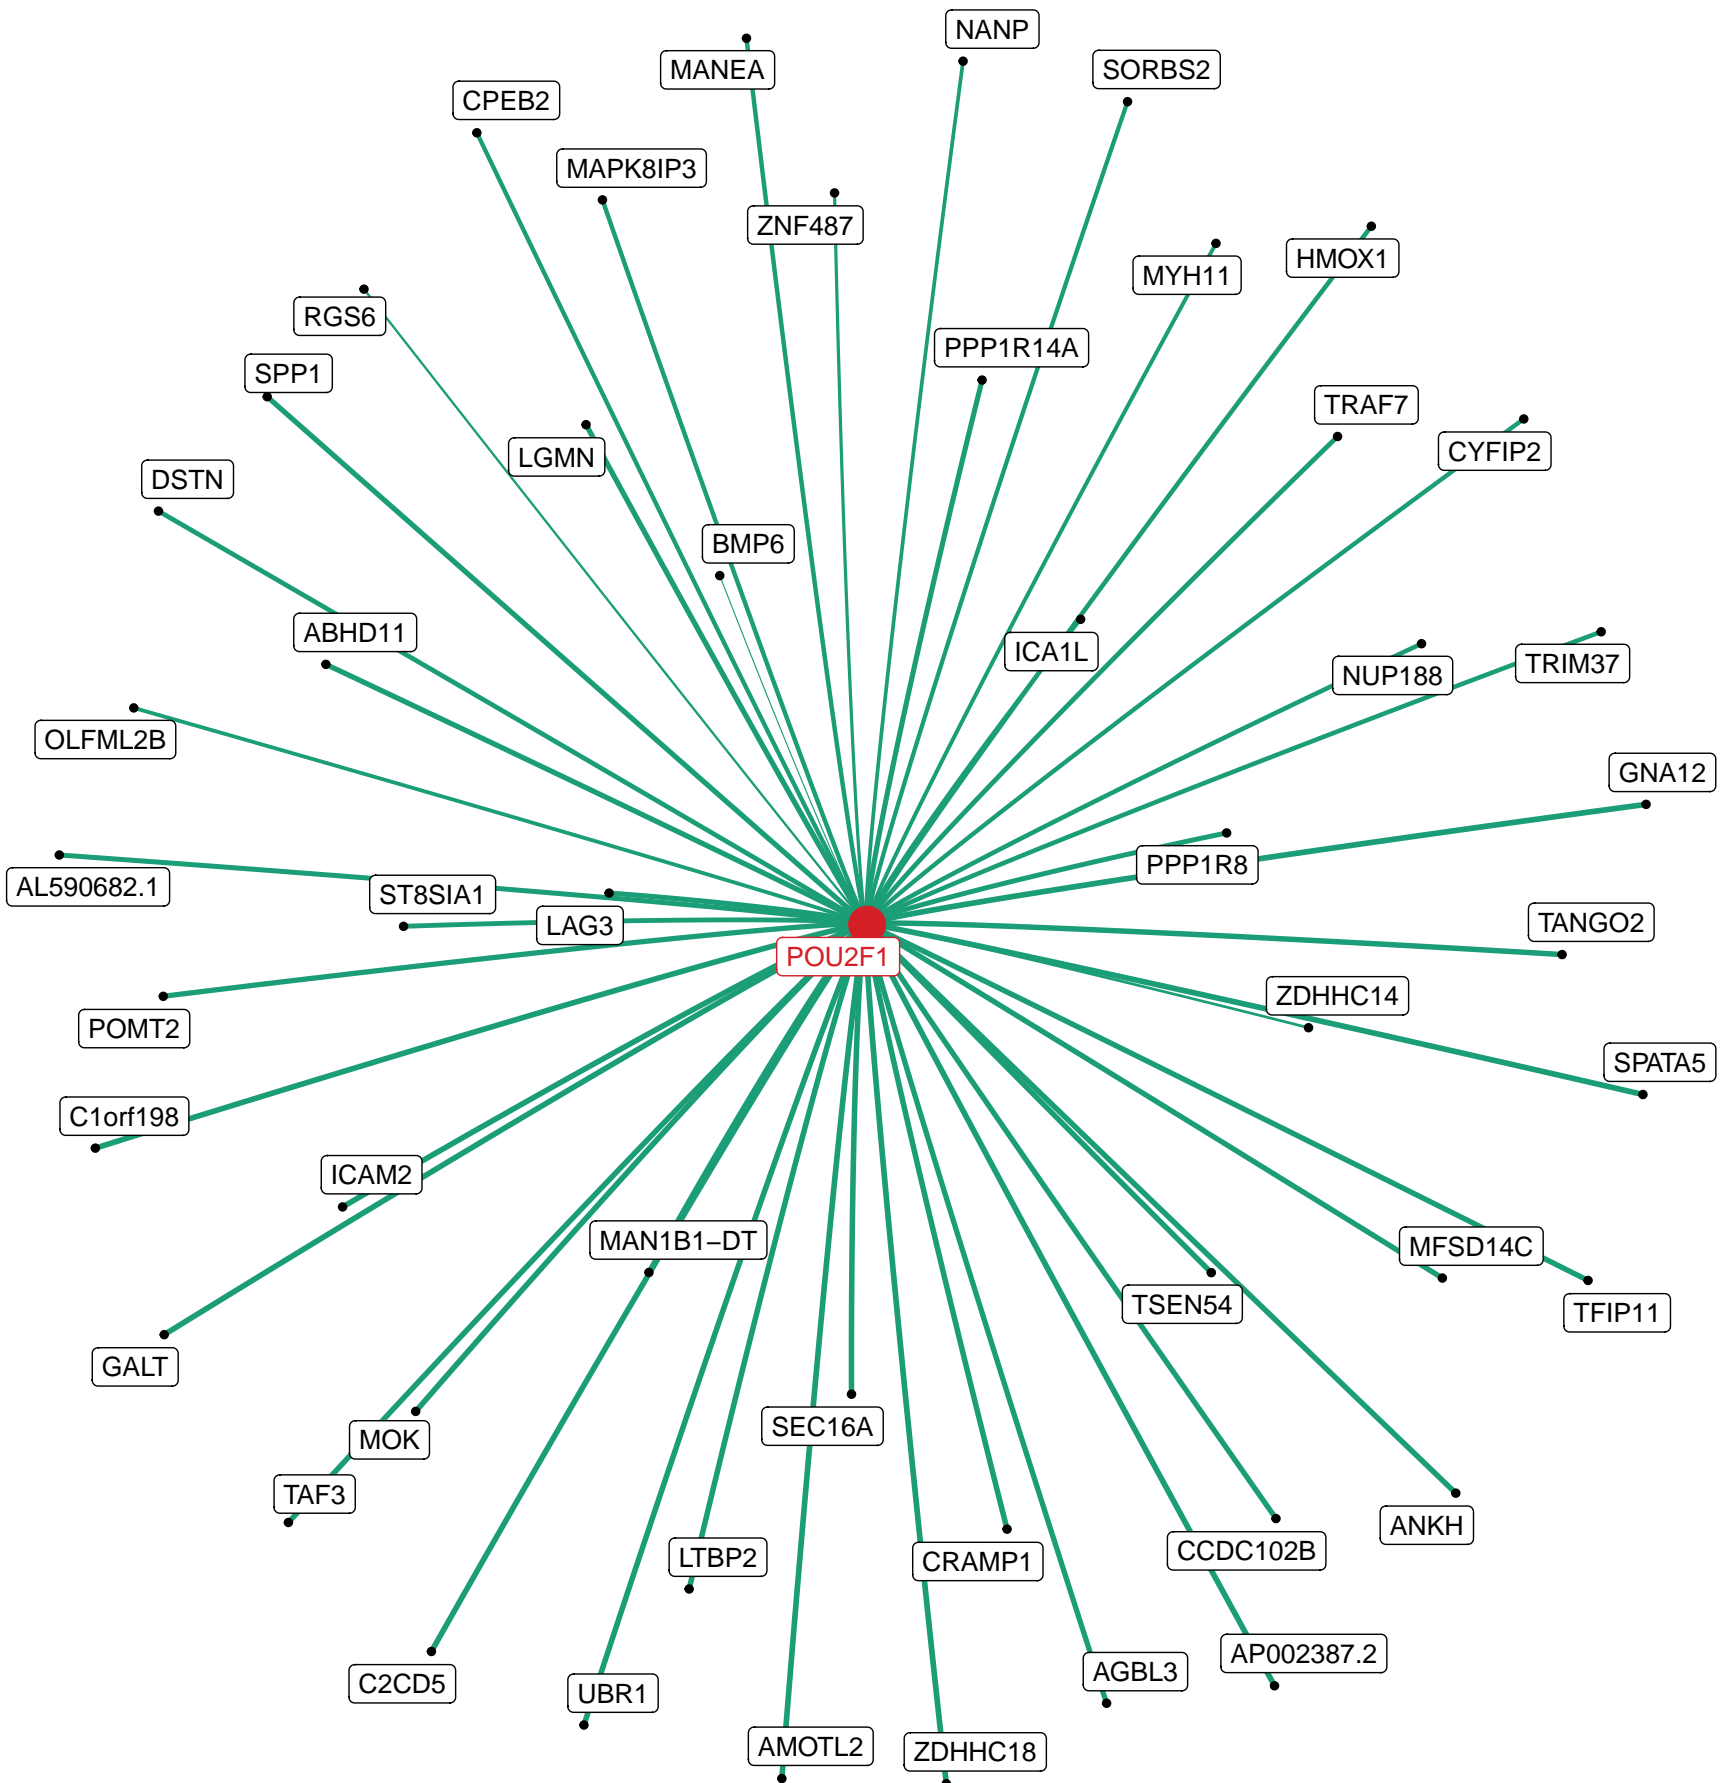 NANP
MANEA
SORBS2
CPEB2
MAPK8IP3
ZNF487
HMOX1
MYH11
RGS6
PPP1R14A
SPP1
TRAF7
CYFIP2
LGMN
DSTN
BMP6
ABHD11
ICA1L
TRIM37
NUP188
OLFML2B
GNA12
PPP1R8
AL590682.1
ST8SIA1
TANGO2
LAG3
POU2F1
ZDHHC14
POMT2
SPATA5
C1orf198
ICAM2
MAN1B1−DT
MFSD14C
TSEN54
TFIP11
GALT
SEC16A
MOK
TAF3
ANKH
CCDC102B
LTBP2
CRAMP1
AP002387.2
AGBL3
C2CD5
UBR1
AMOTL2
ZDHHC18